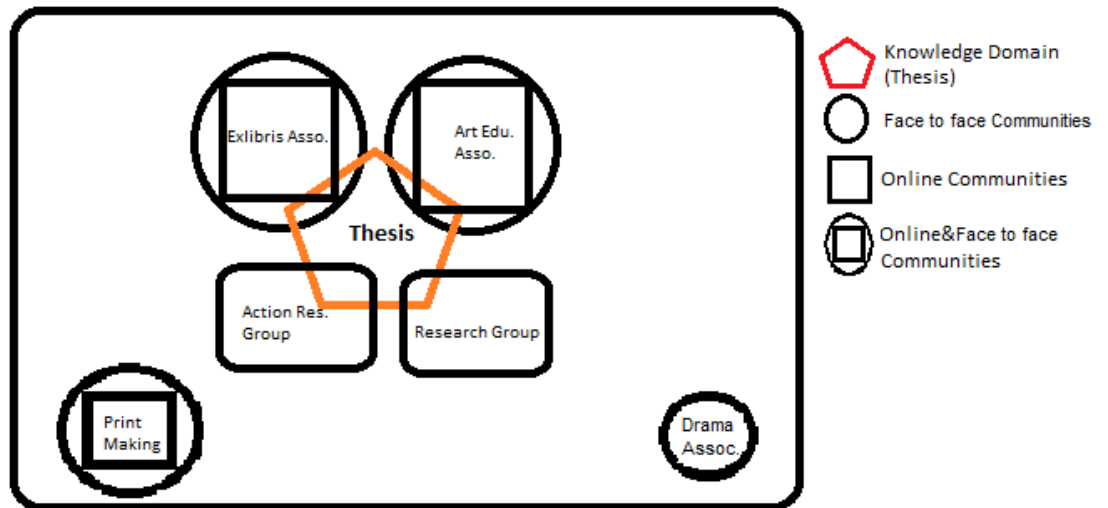 Exlibris Asso.
Art Edu.
Asso.
Thesis
Action Res.
Group
Research Group
Print
Making
Drama
Assoc.
Knowledge Domain
(Thesis)
Face to face Communities
Online Communities
Online&Face to face
Communities